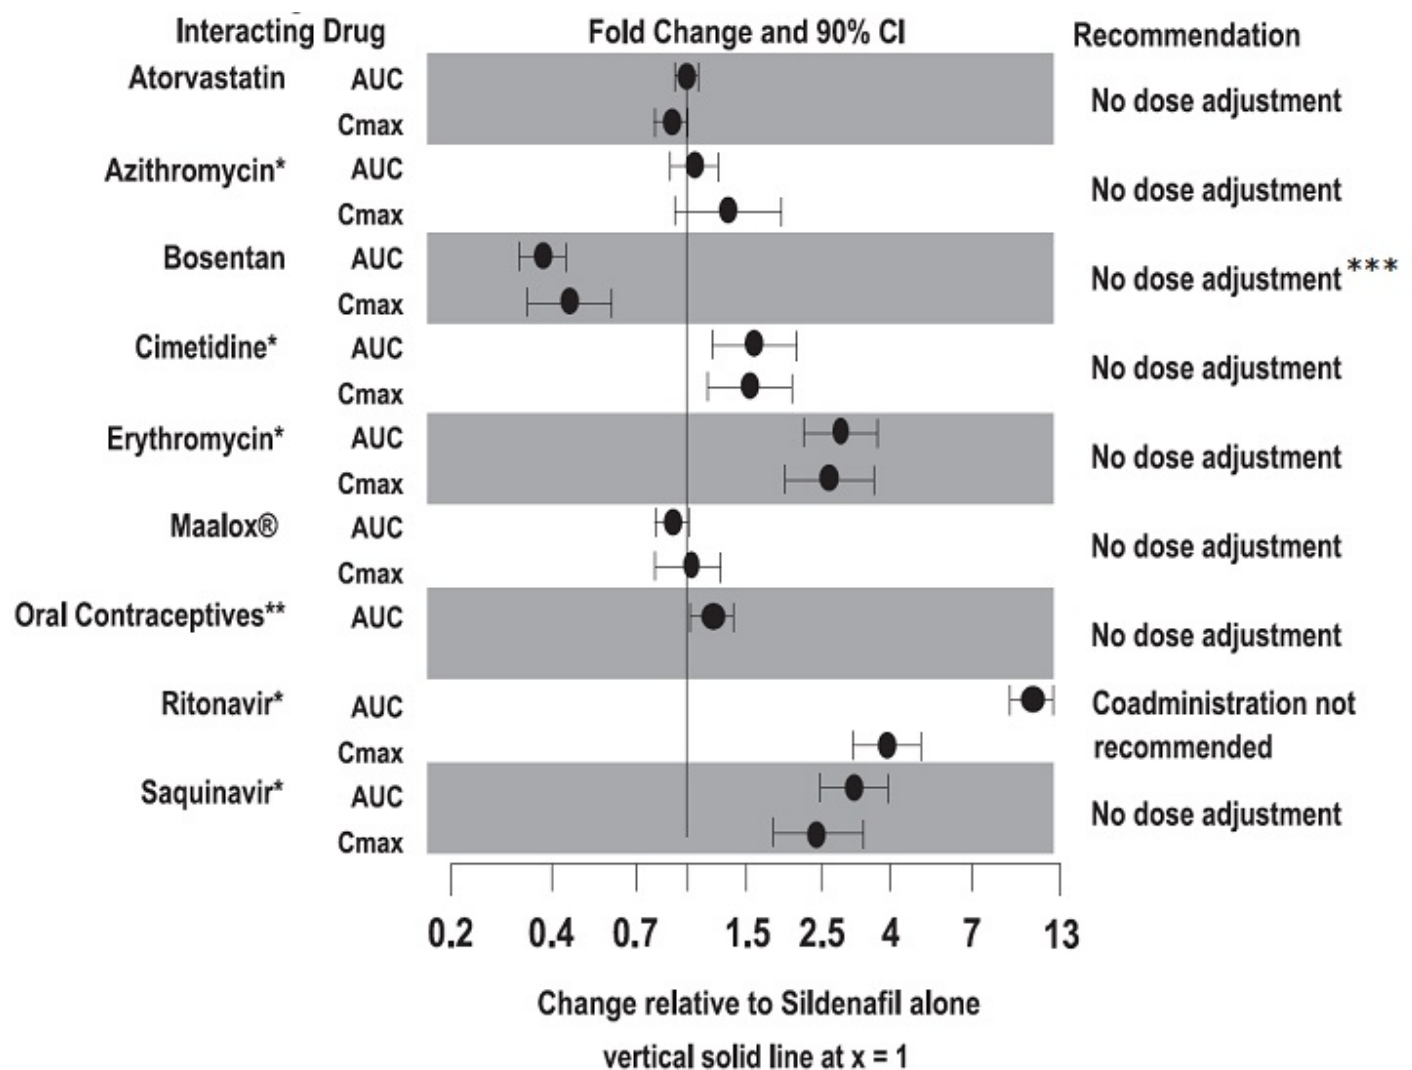 Interacting Drug Fold Change and 90% CI Recommendation
Atorvastatin AUC No dose adjustment
Cmax
Azithromycin* AUC No dose adjustment
Cmax
Bosentan AUC No dose adjustment***
Cmax
Cimetidine* AUC No dose adjustment
Cmax
Erythromycin* AUC No dose adjustment
Cmax
Maalox® AUC No dose adjustment
Cmax
Oral Contraceptives** AUC No dose adjustment
Ritonavir* AUC Coadministration not
Cmax recommended
Saquinavir* AUC No dose adjustment
Cmax
0.2 0.4 0.7 1.5 2.5 4 7 13
Change relative to Sildenafil alone
vertical solid line at x = 1